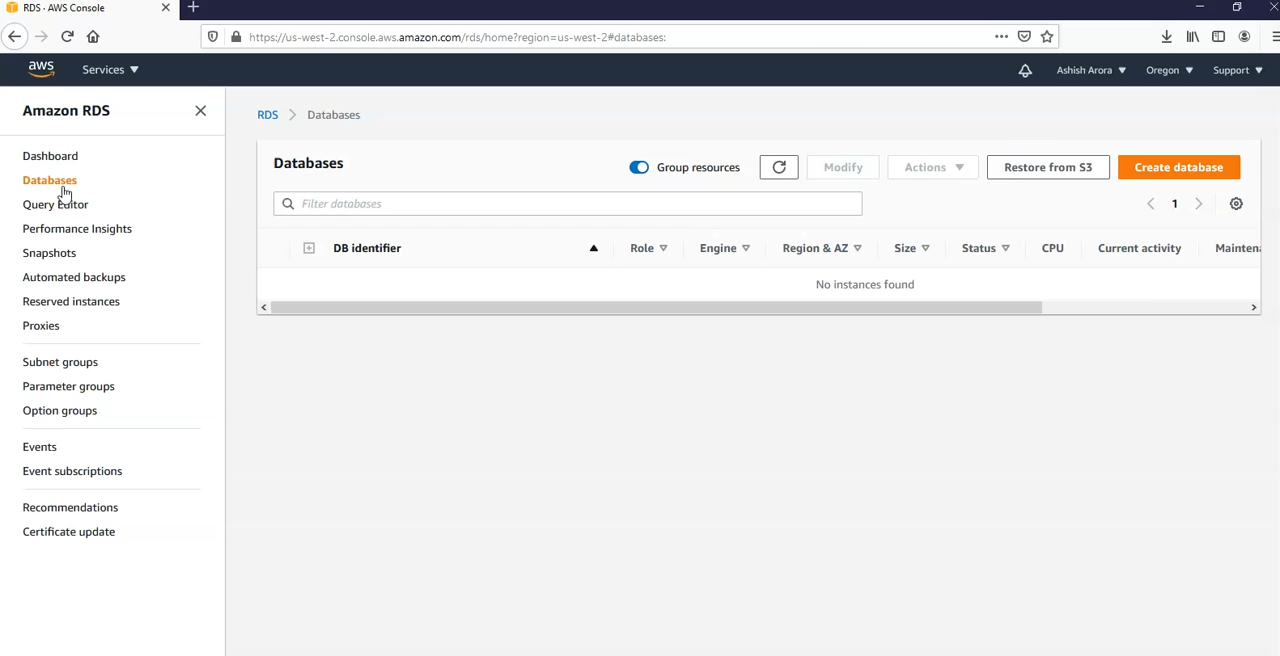 RDS · AWS Console
https://us-west-2.console.aws.amazon.com/rds/home?region=us-west-2#databases:
aws Services Ashish Arora Oregon Support
Amazon RDS
Dashboard
Databases
Query Editor
Performance Insights
Snapshots
Automated backups
Reserved instances
Proxies
Subnet groups
Parameter groups
Option groups
Events
Event subscriptions
Recommendations
Certificate update
RDS > Databases
Databases
Group resources Modify Actions Restore from S3 Create database
Filter databases
1
DB identifier Role Engine Region & AZ Size Status CPU Current activity Maintena
No instances found